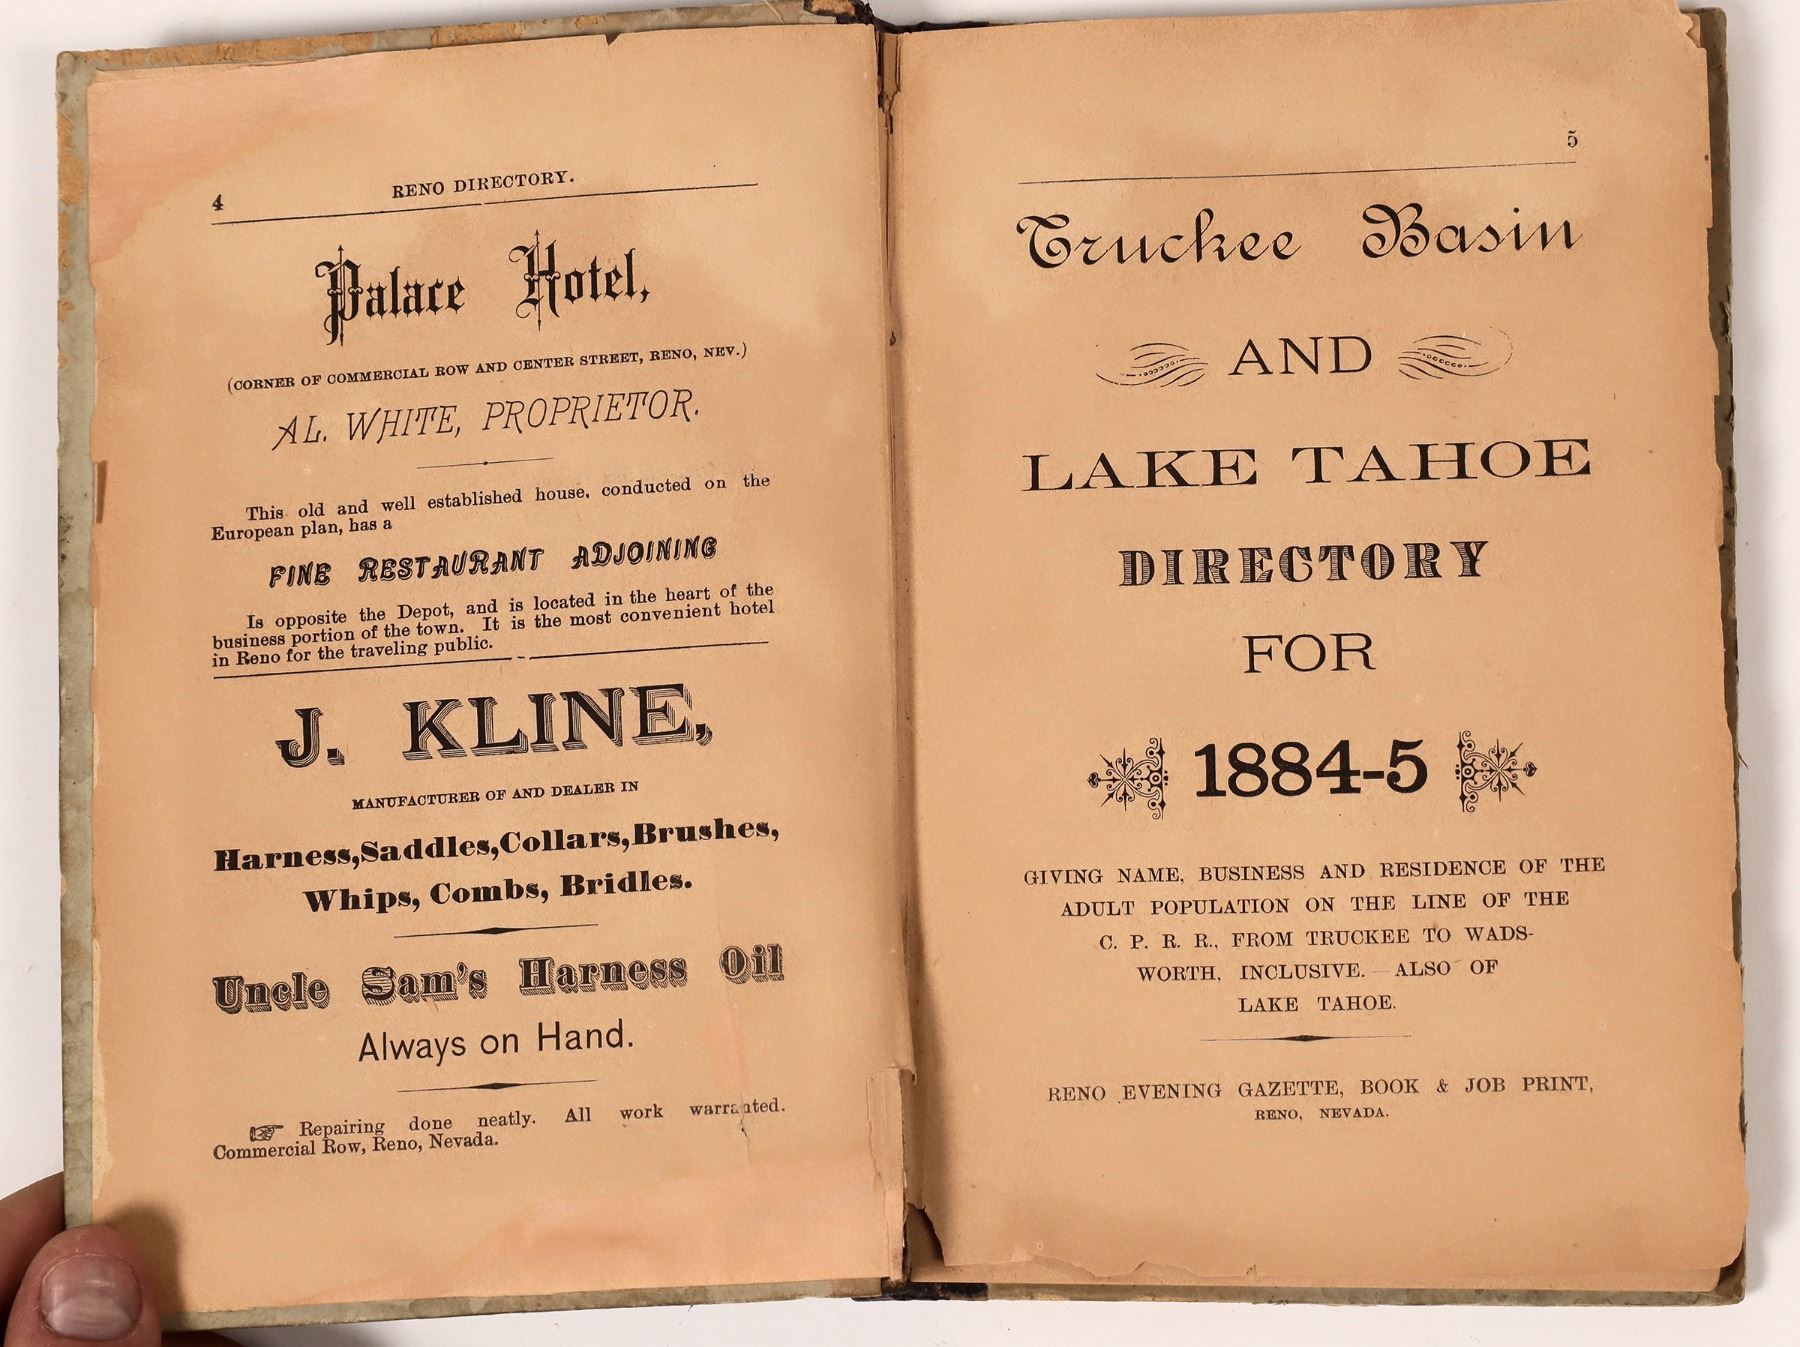 4
RENO DIRECTORY.
Palace Hotel,
(CORNER OF COMMERCIAL ROW AND CENTER STREET, RENO, NEV.)
AL. WHITE, PROPRIETOR.
This old and well established house, conducted on the
European plan, has a
FINE RESTAURANT ADJOINING
Is opposite the Depot, and is located in the heart of the
business portion of the town. It is the most convenient hotel
in Reno for the traveling public.
J. KLINE,
MANUFACTURER OF AND DEALER IN
Harness, Saddles, Collars, Brushes,
Whips, Combs, Bridles.
Uncle Sam's Harness Oil
Always on Hand.
☞ Repairing done neatly. All work warranted.
Commercial Row, Reno, Nevada.
5
Truckee Basin
AND
LAKE TAHOE
DIRECTORY
FOR
1884-5
GIVING NAME, BUSINESS AND RESIDENCE OF THE
ADULT POPULATION ON THE LINE OF THE
C. P. R. R., FROM TRUCKEE TO WADS-
WORTH, INCLUSIVE.—ALSO OF
LAKE TAHOE.
RENO EVENING GAZETTE, BOOK & JOB PRINT,
RENO, NEVADA.